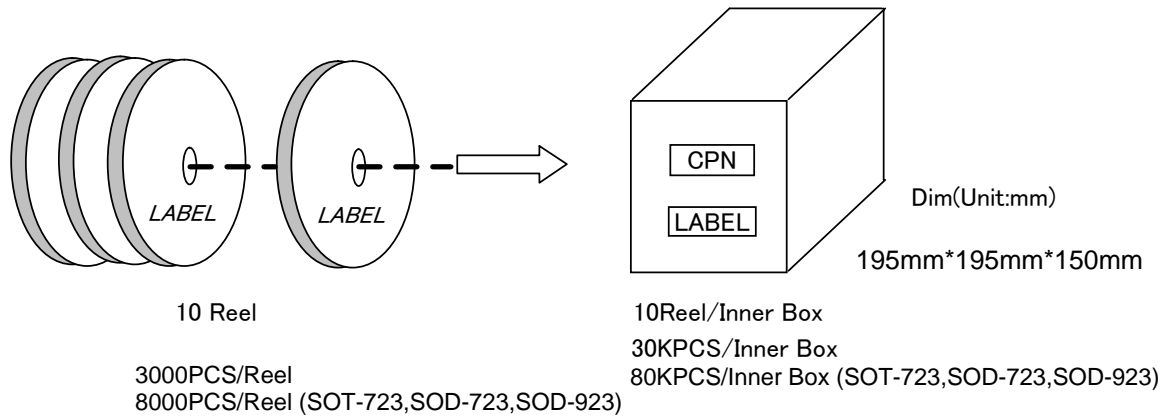 LABEL
LABEL
10 Reel
3000PCS/Reel
8000PCS/Reel (SOT-723,SOD-723,SOD-923)
CPN
LABEL
Dim(Unit:mm)
195mm*195mm*150mm
10Reel/Inner Box
30KPCS/Inner Box
80KPCS/Inner Box (SOT-723,SOD-723,SOD-923)